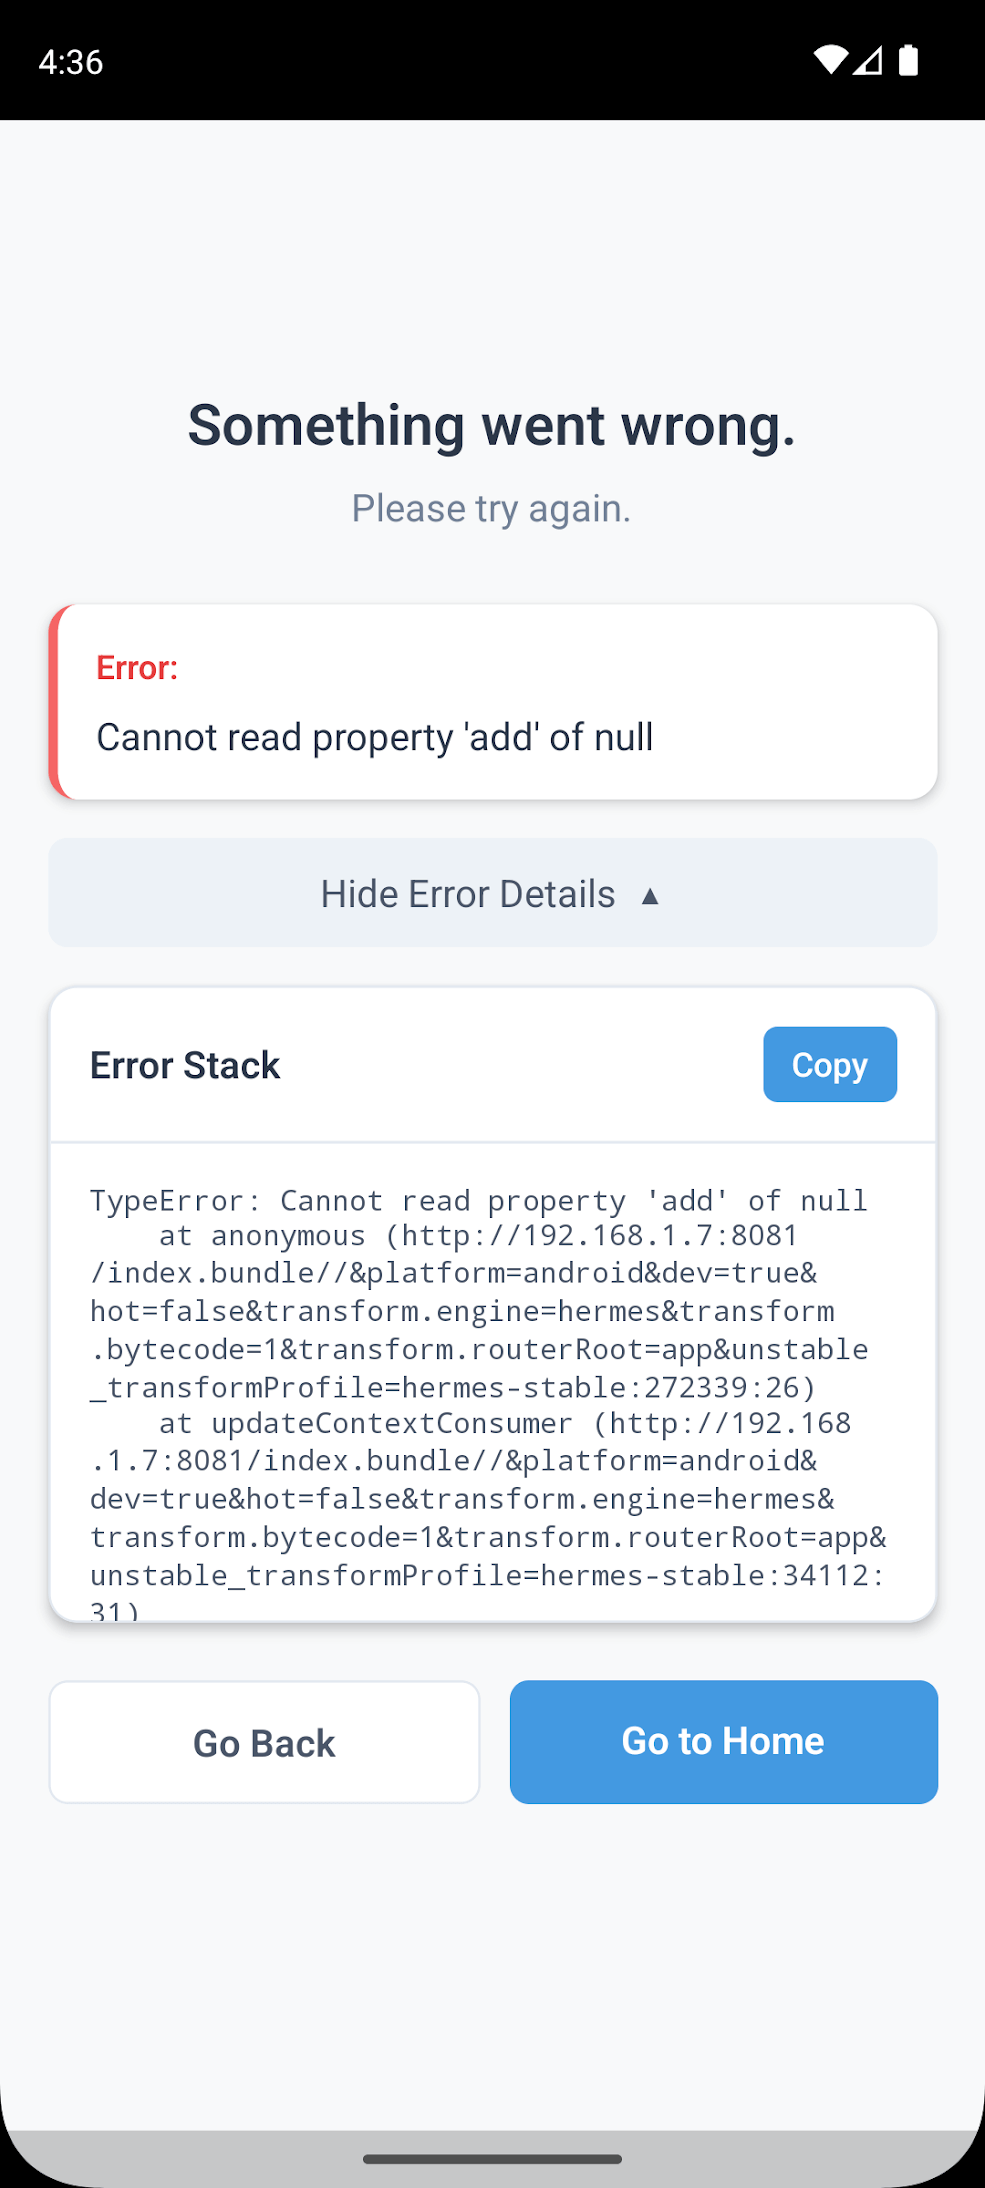 4:36
Something went wrong.
Please try again.
Error:
Cannot read property 'add' of null
Hide Error Details ▲
Error Stack
Copy
TypeError: Cannot read property 'add' of null
    at anonymous (http://192.168.1.7:8081
/index.bundle//&platform=android&dev=true&
hot=false&transform.engine=hermes&transform
.bytecode=1&transform.routerRoot=app&unstable
_transformProfile=hermes-stable:272339:26)
    at updateContextConsumer (http://192.168
.1.7:8081/index.bundle//&platform=android&
dev=true&hot=false&transform.engine=hermes&
transform.bytecode=1&transform.routerRoot=app&
unstable_transformProfile=hermes-stable:34112:
31)
Go Back
Go to Home